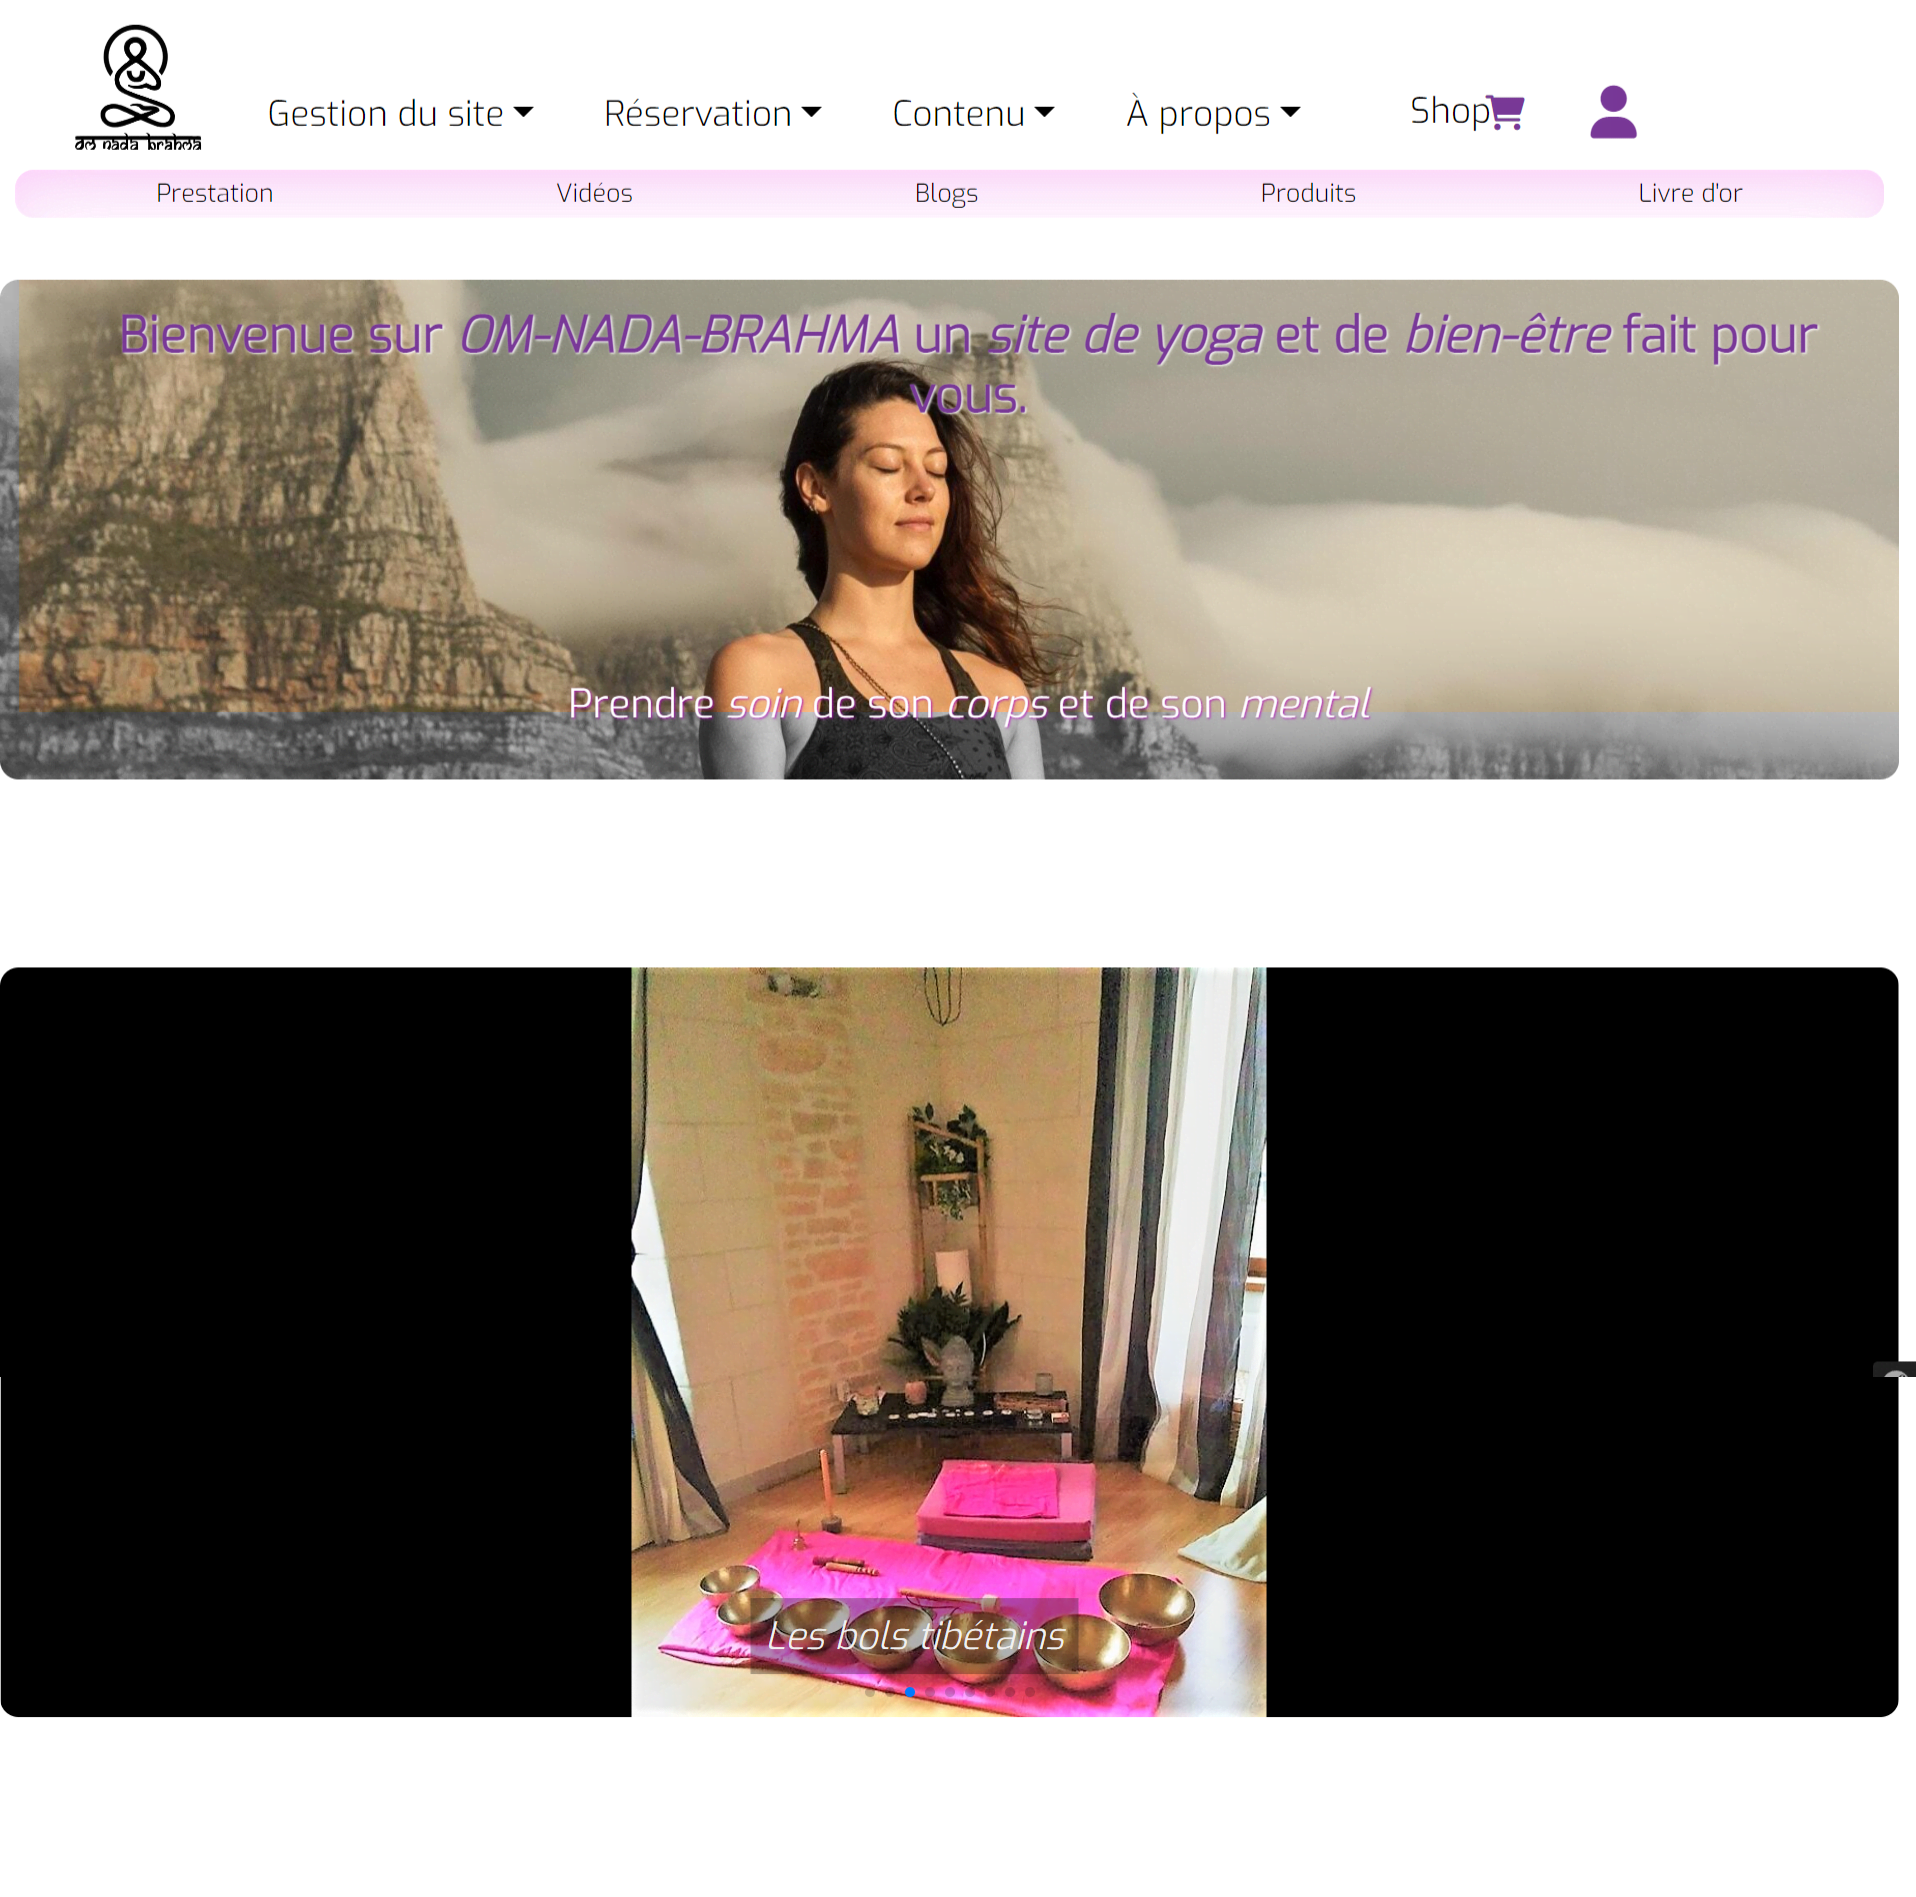 om nada brahma
Gestion du site
Réservation
Contenu
À propos
Shop
Prestation
Vidéos
Blogs
Produits
Livre d'or
Bienvenue sur OM-NADA-BRAHMA un site de yoga et de bien-être fait pour
vous.
Prendre soin de son corps et de son mental
Les bols tibétains